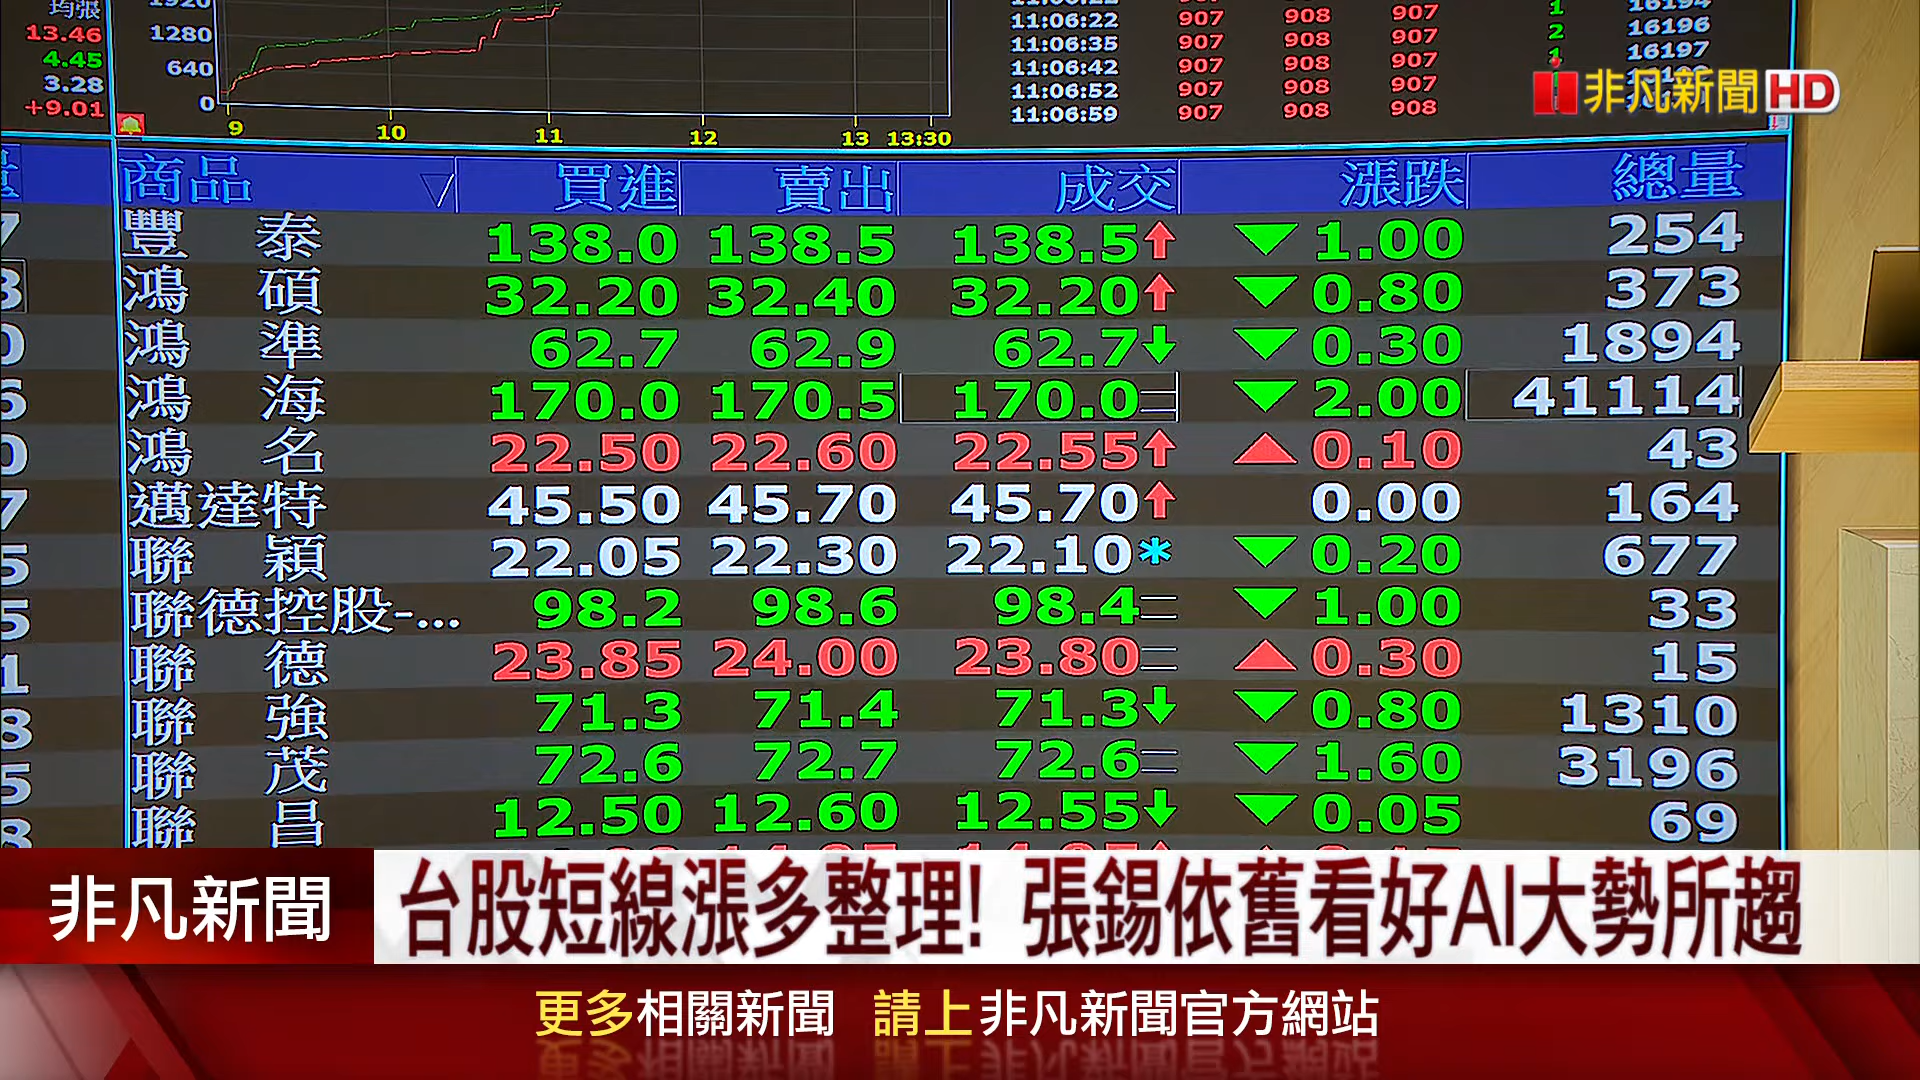 均張
13.46
4.45
3.28
+9.01
1280
640
0
9 10 11 12 13 13:30
11:06:22 907 908 907 1
11:06:35 907 908 907 2 16196
11:06:42 907 908 907 1 16197
11:06:52 907 908 907
11:06:59 907 908 908
非凡新聞HD
商品 買進 賣出 成交 漲跌 總量
豐泰 138.0 138.5 138.5↑ ▼1.00 254
鴻碩 32.20 32.40 32.20↑ ▼0.80 373
鴻準 62.7 62.9 62.7↓ ▼0.30 1894
鴻海 170.0 170.5 170.0= ▼2.00 41114
鴻名 22.50 22.60 22.55↑ ▲0.10 43
邁達特 45.50 45.70 45.70↑ 0.00 164
聯穎 22.05 22.30 22.10* ▼0.20 677
聯德控股-... 98.2 98.6 98.4= ▼1.00 33
聯德 23.85 24.00 23.80= ▲0.30 15
聯強 71.3 71.4 71.3↓ ▼0.80 1310
聯茂 72.6 72.7 72.6= ▼1.60 3196
聯昌 12.50 12.60 12.55↓ ▼0.05 69
非凡新聞
台股短線漲多整理! 張錫依舊看好AI大勢所趨
更多相關新聞 請上非凡新聞官方網站